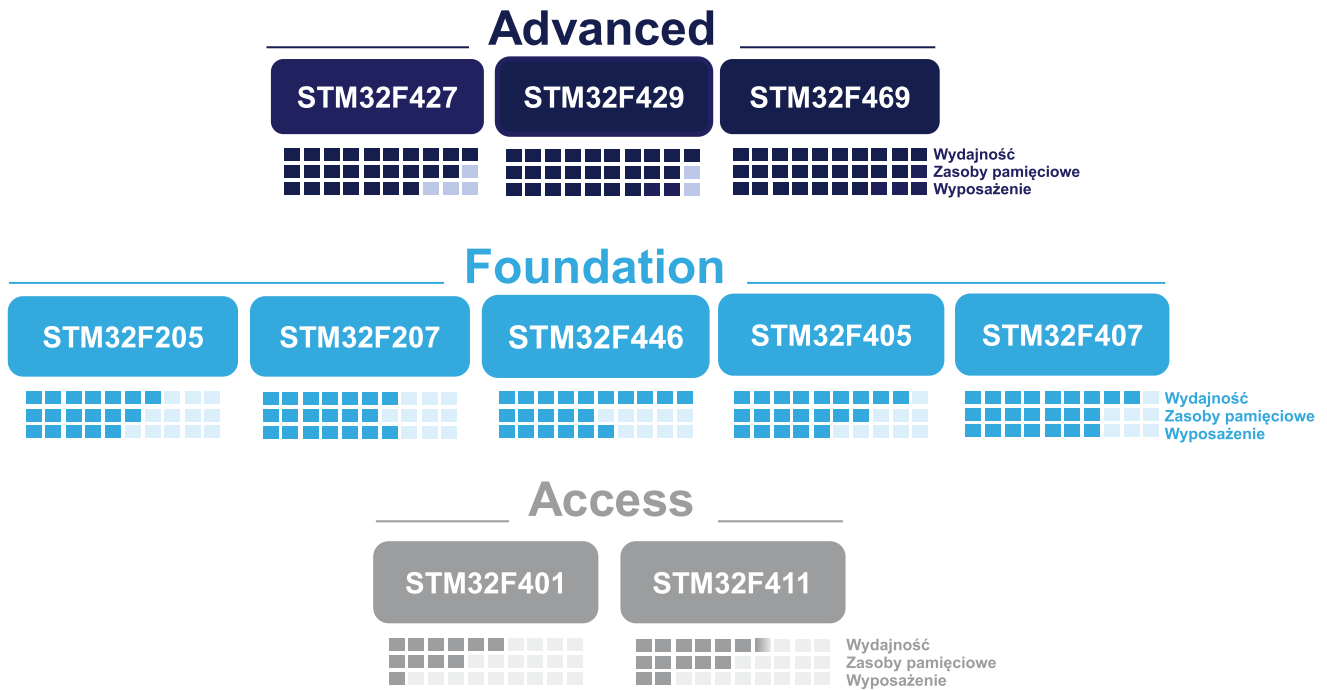 Advanced
STM32F427 STM32F429 STM32F469
Wydajność
Zasoby pamięciowe
Wyposażenie
Foundation
STM32F205 STM32F207 STM32F446 STM32F405 STM32F407
Wydajność
Zasoby pamięciowe
Wyposażenie
Access
STM32F401 STM32F411
Wydajność
Zasoby pamięciowe
Wyposażenie